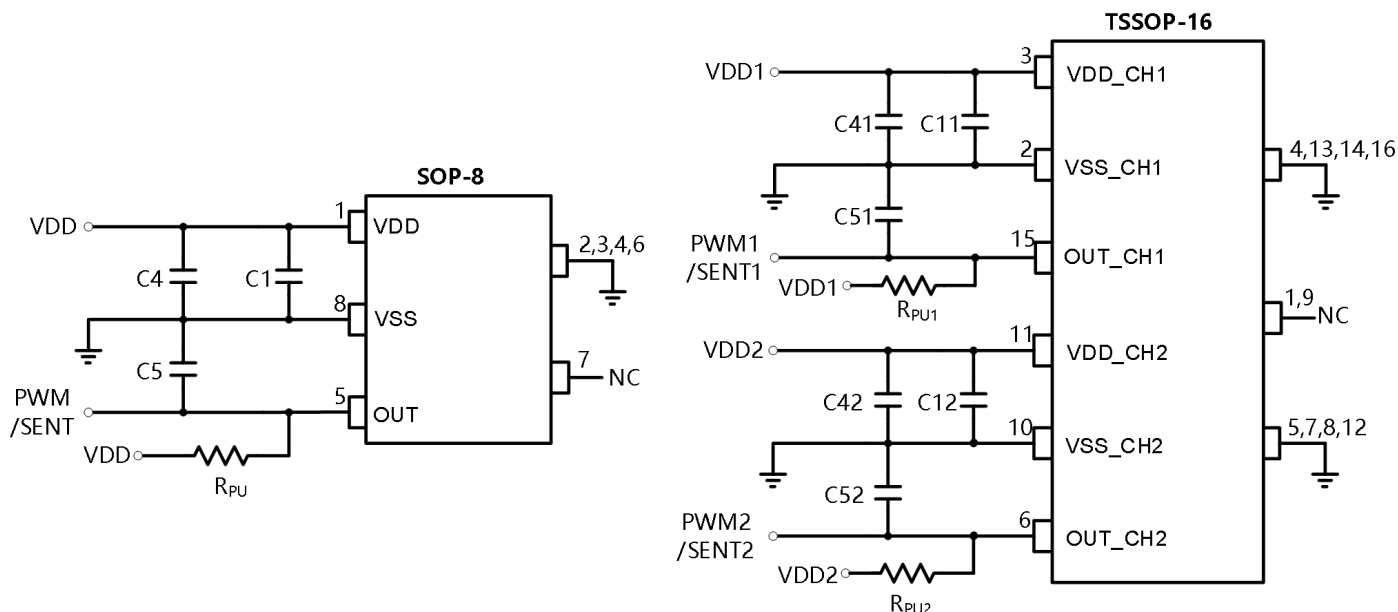 SOP-8
VDD
C4
C1
1
VDD
2,3,4,6
8
VSS
C5
7
NC
PWM
/SENT
5
OUT
VDD
RPU
TSSOP-16
VDD1
3
VDD_CH1
C41
C11
2
VSS_CH1
4,13,14,16
C51
PWM1
/SENT1
15
OUT_CH1
VDD1
RPU1
1,9
NC
VDD2
11
VDD_CH2
C42
C12
10
VSS_CH2
5,7,8,12
C52
PWM2
/SENT2
6
OUT_CH2
VDD2
RPU2